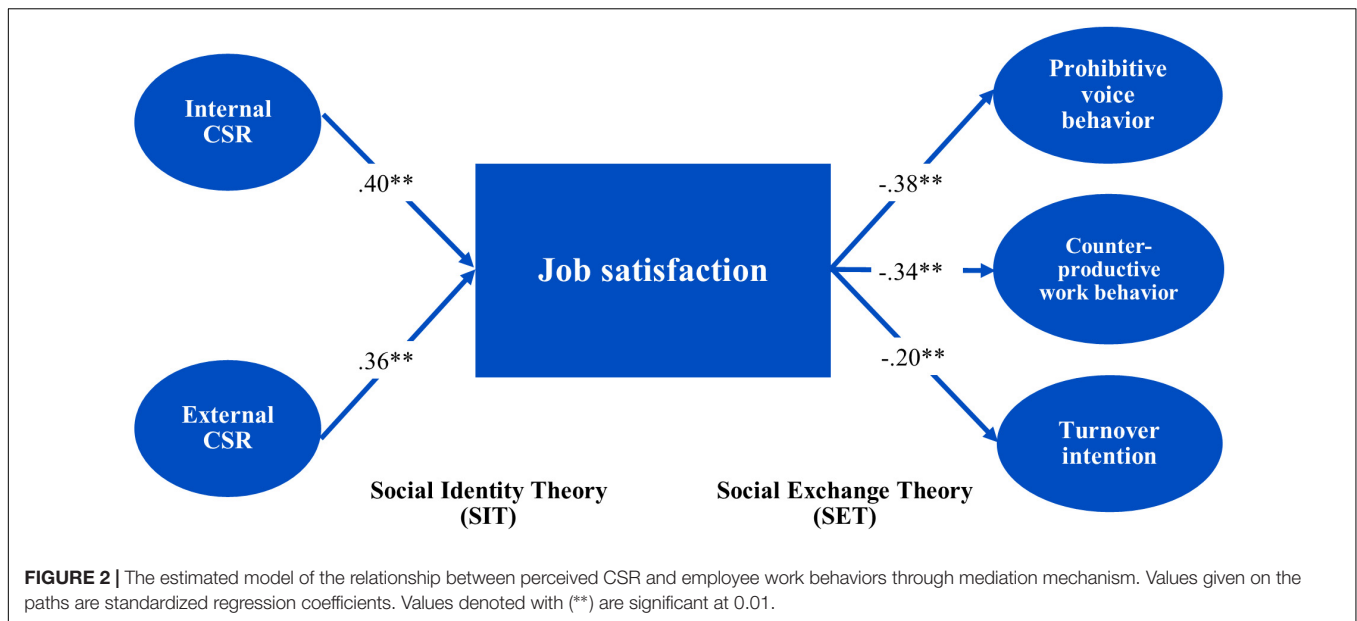 Internal
CSR
.40**
External
CSR
.36**
Job satisfaction
Social Identity Theory
(SIT)
Social Exchange Theory
(SET)
-.38**
-.34**
-.20**
Prohibitive
voice
behavior
Counter-
productive
work behavior
Turnover
intention
FIGURE 2 | The estimated model of the relationship between perceived CSR and employee work behaviors through mediation mechanism. Values given on the
paths are standardized regression coefficients. Values denoted with (**) are significant at 0.01.